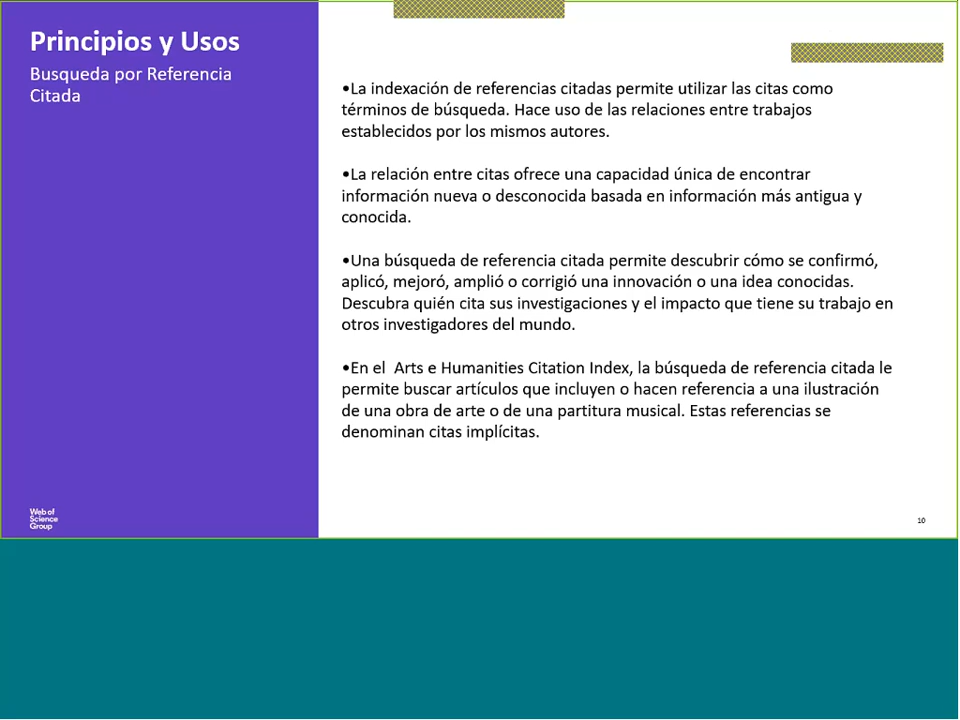 Principios y Usos
Busqueda por Referencia
Citada
•La indexación de referencias citadas permite utilizar las citas como
términos de búsqueda. Hace uso de las relaciones entre trabajos
establecidos por los mismos autores.
•La relación entre citas ofrece una capacidad única de encontrar
información nueva o desconocida basada en información más antigua y
conocida.
•Una búsqueda de referencia citada permite descubrir cómo se confirmó,
aplicó, mejoró, amplió o corrigió una innovación o una idea conocidas.
Descubra quién cita sus investigaciones y el impacto que tiene su trabajo en
otros investigadores del mundo.
•En el  Arts e Humanities Citation Index, la búsqueda de referencia citada le
permite buscar artículos que incluyen o hacen referencia a una ilustración
de una obra de arte o de una partitura musical. Estas referencias se
denominan citas implícitas.
Web of
Science
Group
10